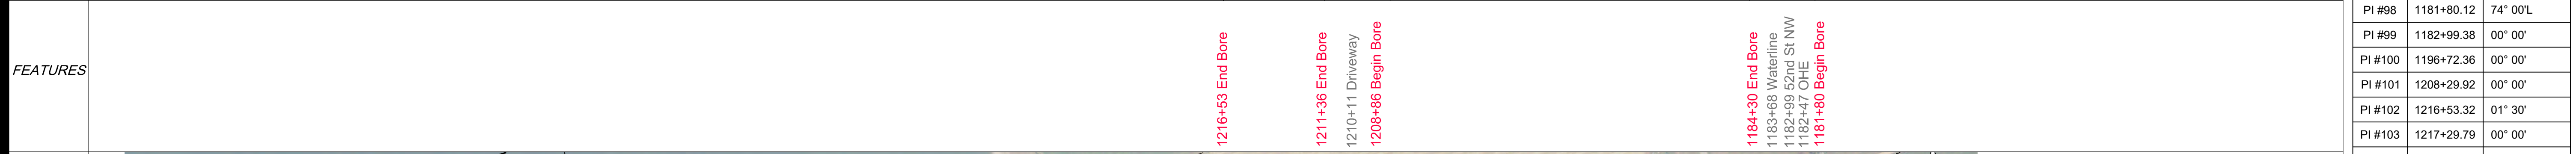 FEATURES
1216+53 End Bore
1211+36 End Bore
1210+11 Driveway
1208+86 Begin Bore
1184+30 End Bore
1183+68 Waterline
1182+99 52nd St NW
1182+47 OHE
1181+80 Begin Bore
PI #98 1181+80.12 74° 00'L
PI #99 1182+99.38 00° 00'
PI #100 1196+72.36 00° 00'
PI #101 1208+29.92 00° 00'
PI #102 1216+53.32 01° 30'
PI #103 1217+29.79 00° 00'